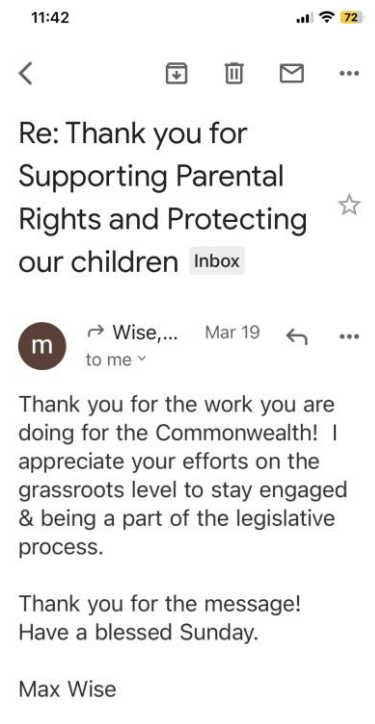 11:42
72
Re: Thank you for
Supporting Parental
Rights and Protecting
our children Inbox
m
Wise,... Mar 19
to me
Thank you for the work you are
doing for the Commonwealth! I
appreciate your efforts on the
grassroots level to stay engaged
& being a part of the legislative
process.
Thank you for the message!
Have a blessed Sunday.
Max Wise